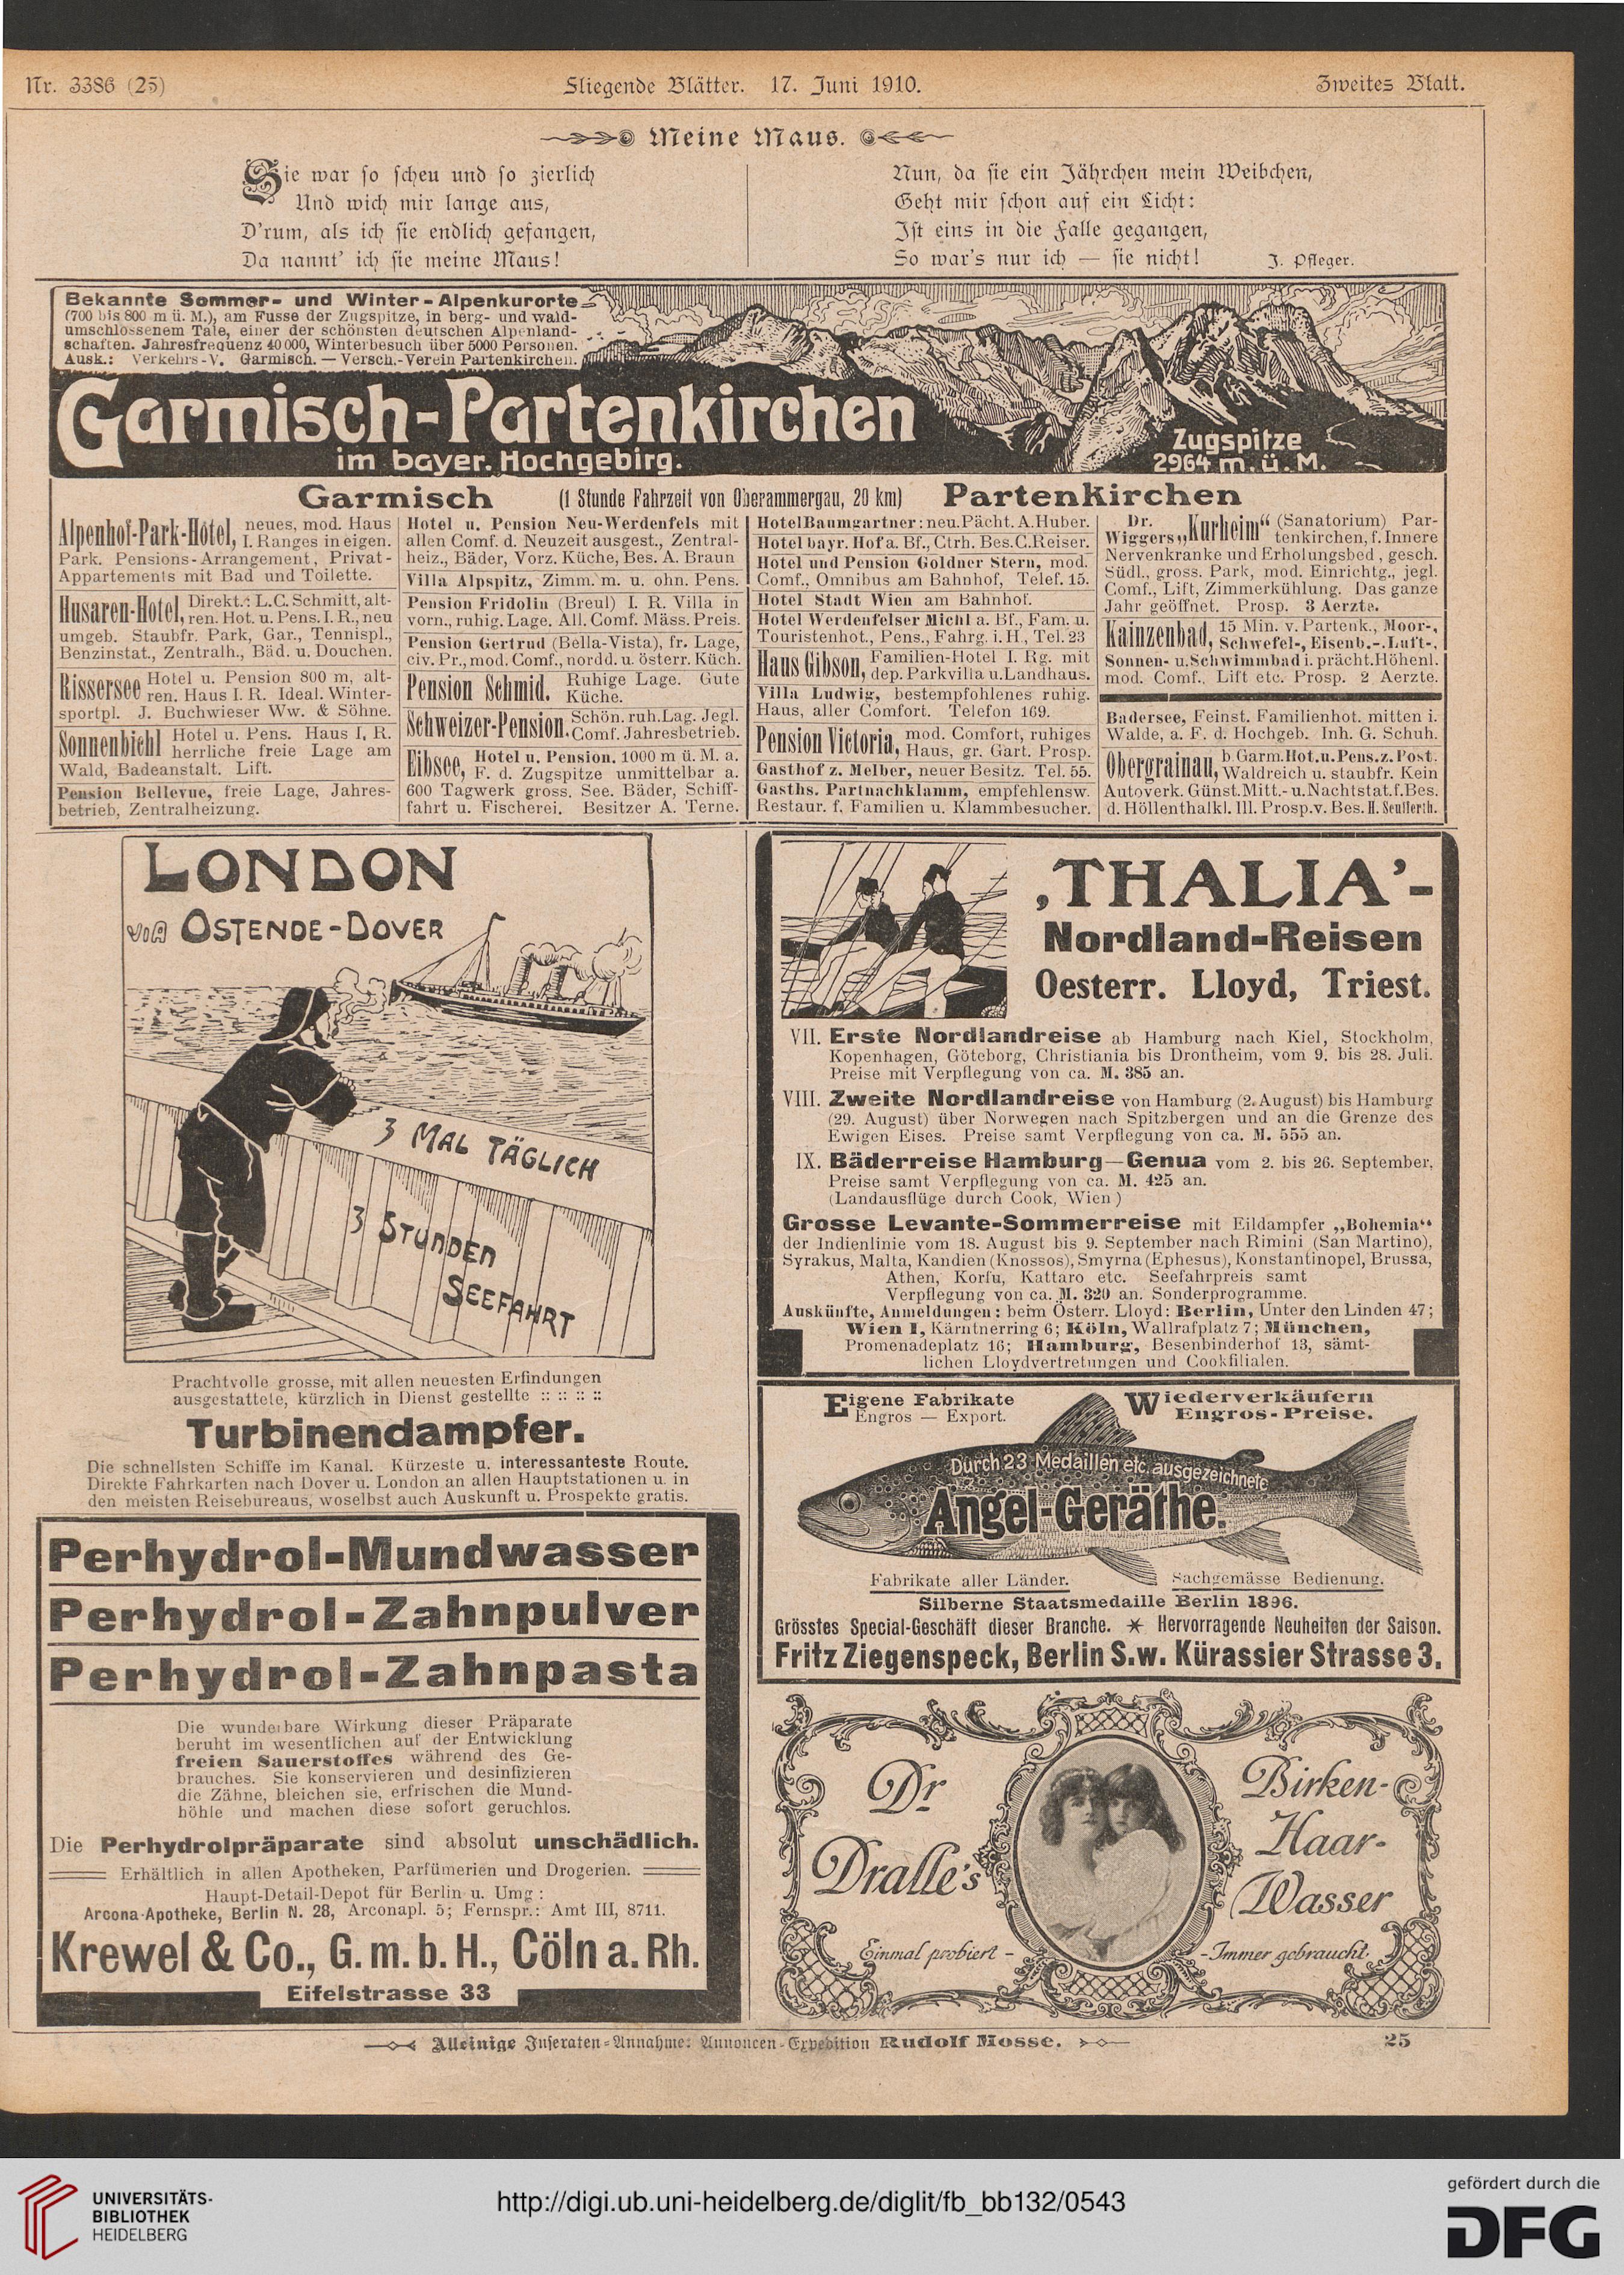 Nr. 3386 (25)
Fliegende Blätter. 17. Juni 1910.
Zweites Blatt.
Meine Maus.
Sie war so scheu und so zierlich
Und wich mir lange aus,
D'rum, als ich sie endlich gefangen,
Da nannt' ich sie meine Maus!
Nun, da sie ein Jährchen mein Weibchen,
Geht mir schon auf ein Licht:
Ist eins in die Falle gegangen,
So war's nur ich — sie nicht!
J. Pfleger.
Bekannte Sommer- und Winter-Alpenkurorte
(700 bis 800 m ü. M.), am Fusse der Zugspitze, in berg- und wald-
umschlossenem Tale, einer der schönsten deutschen Alpenland-
schaften. Jahresfrequenz 40 000, Winterbesuch über 5000 Personen.
Ausk.: Verkehrs-V. Garmisch. — Versch.-Verein Partenkirchen.
Garmisch-Partenkirchen
im bayer. Hochgebirg.
Zugspitze
2964 m. ü. M.
Garmisch
(1 Stunde Fahrzeit von Oberammergau, 20 km)
Partenkirchen
Alpenhof-Park-Hotel, neues, mod. Haus
I. Ranges in eigen.
Park. Pensions-Arrangement, Privat-
Appartements mit Bad und Toilette.
Husaren-Hotel, Direkt.: L.C. Schmitt, alt-
ren. Hot. u. Pens. I. R., neu
umgeb. Staubfr. Park, Gar., Tennispl.,
Benzinstat., Zentralh., Bäd. u. Douchen.
Rissersee Hotel u. Pension 800 m, alt-
ren. Haus I. R. Ideal. Winter-
sportpl. J. Buchwieser Ww. & Söhne.
Sonnenbichl Hotel u. Pens. Haus I. R.
herrliche freie Lage am
Wald, Badeanstalt. Lift.
Pension Bellevue, freie Lage, Jahres-
betrieb, Zentralheizung.
Hotel u. Pension Neu-Werdenfels mit
allen Comf. d. Neuzeit ausgest., Zentral-
heiz., Bäder, Vorz. Küche, Bes. A. Braun
Villa Alpspitz, Zimm. m. u. ohn. Pens.
Pension Fridolin (Breul) I. R. Villa in
vorn., ruhig. Lage. All. Comf. Mäss. Preis.
Pension Gertrud (Bella-Vista), fr. Lage,
civ. Pr., mod. Comf., nordd. u. österr. Küch.
Pension Schmid. Ruhige Lage. Gute
Küche.
Schweizer-Pension. Schön. ruh. Lag. Jegl.
Comf. Jahresbetrieb.
Eibsee, Hotel u. Pension. 1000 m ü. M. a.
F. d. Zugspitze unmittelbar a.
600 Tagwerk gross. See. Bäder, Schiff-
fahrt u. Fischerei. Besitzer A. Terne.
Hotel Baumgartner: neu. Pächt. A. Huber.
Hotel bayr. Hof a. Bf., Ctrh. Bes. C. Reiser.
Hotel und Pension Goldner Stern, mod.
Comf., Omnibus am Bahnhof, Telef. 15.
Hotel Stadt Wien am Bahnhof.
Hotel Werdenfelser Michl a. Bf., Fam. u.
Touristenhot., Pens., Fahrg. i. H., Tel. 23
Haus Gibson, Familien-Hotel I. Rg. mit
dep. Parkvilla u. Landhaus.
Villa Ludwig, bestempfohlenes ruhig.
Haus, aller Comfort. Telefon 169.
Pension Victoria, mod. Comfort, ruhiges
Haus, gr. Gart. Prosp.
Gasthof z. Melber, neuer Besitz. Tel. 55.
Gasths. Partnachklamm, empfehlensw.
Restaur. f. Familien u. Klammbesucher.
Dr. Wiggers „Kurheim“ (Sanatorium) Par-
tenkirchen, f. Innere
Nervenkranke und Erholungsbed., gesch.
Südl., gross. Park, mod. Einrichtg., jegl.
Comf., Lift, Zimmerkühlung. Das ganze
Jahr geöffnet. Prosp. 3 Aerzte.
Kainzenbad, 15 Min. v. Partenk., Moor-,
Schwefel-, Eisenb.-, Luft-,
Sonnen- u. Schwimmbad i. prächt. Höhenl.
mod. Comf., Lift etc. Prosp. 2 Aerzte.
Badersee, Feinst. Familienhot. mitten i.
Walde, a. F. d. Hochgeb. Inh. G. Schuh.
Obergrainau, b. Garm. Hot. u. Pens. z. Post.
Waldreich u. staubfr. Kein
Autoverk. Günst. Mitt.- u. Nachtstat. f. Bes.
d. Höllenthalkl. Ill. Prosp. v. Bes. H. Seufferth.
LONDON
VIA OSTENDE-DOVER
3 MAL TÄGLICH
3 STUNDEN
SEEFAHRT
Prachtvolle grosse, mit allen neuesten Erfindungen
ausgestattete, kürzlich in Dienst gestellte :: :: :: ::
Turbinendampfer.
Die schnellsten Schiffe im Kanal. Kürzeste u. interessanteste Route.
Direkte Fahrkarten nach Dover u. London an allen Hauptstationen u. in
den meisten Reisebureaus, woselbst auch Auskunft u. Prospekte gratis.
Perhydrol-Mundwasser
Perhydrol-Zahnpulver
Perhydrol-Zahnpasta
Die wunderbare Wirkung dieser Präparate
beruht im wesentlichen auf der Entwicklung
freien Sauerstoffes während des Ge-
brauches. Sie konservieren und desinfizieren
die Zähne, bleichen sie, erfrischen die Mund-
höhle und machen diese sofort geruchlos.
Die Perhydrolpräparate sind absolut unschädlich.
Erhältlich in allen Apotheken, Parfümerien und Drogerien.
Haupt-Detail-Depot für Berlin u. Umg.:
Arcona-Apotheke, Berlin N. 28, Arconapl. 5; Fernspr.: Amt III, 8711.
Krewel & Co., G. m. b. H., Cöln a. Rh.
Eifelstrasse 33
‚THALIA’-
Nordland-Reisen
Oesterr. Lloyd, Triest.
VII. Erste Nordlandreise ab Hamburg nach Kiel, Stockholm,
Kopenhagen, Göteborg, Christiania bis Drontheim, vom 9. bis 28. Juli.
Preise mit Verpflegung von ca. M. 385 an.
VIII. Zweite Nordlandreise von Hamburg (2. August) bis Hamburg
(29. August) über Norwegen nach Spitzbergen und an die Grenze des
Ewigen Eises. Preise samt Verpflegung von ca. M. 555 an.
IX. Bäderreise Hamburg—Genua vom 2. bis 26. September,
Preise samt Verpflegung von ca. M. 425 an.
(Landausflüge durch Cook, Wien)
Grosse Levante-Sommerreise mit Eildampfer „Bohemia“
der Indienlinie vom 18. August bis 9. September nach Rimini (San Martino),
Syrakus, Malta, Kandien (Knossos), Smyrna (Ephesus), Konstantinopel, Brussa,
Athen, Korfu, Kattaro etc. Seefahrpreis samt
Verpflegung von ca. M. 320 an. Sonderprogramme.
Auskünfte, Anmeldungen: beim Österr. Lloyd: Berlin, Unter den Linden 47;
Wien I, Kärntnerring 6; Köln, Wallrafplatz 7; München,
Promenadeplatz 16; Hamburg, Besenbinderhof 13, sämt-
lichen Lloydvertretungen und Cookfilialen.
Eigene Fabrikate
Engros — Export.
Wiederverkäufern
Engros-Preise.
Durch 23 Medaillen etc. ausgezeichnete
Angel-Geräthe.
Fabrikate aller Länder.
Sachgemässe Bedienung.
Silberne Staatsmedaille Berlin 1896.
Grösstes Special-Geschäft dieser Branche. * Hervorragende Neuheiten der Saison.
Fritz Ziegenspeck, Berlin S.w. Kürassier Strasse 3.
Dr Dralle's
Birken-
Haar-
Wasser
Einmal probiert -
- Immer gebraucht.
Alleinige Inseraten-Annahme: Annoncen-Expedition Rudolf Mosse.
25
UNIVERSITÄTS-
BIBLIOTHEK
HEIDELBERG
http://digi.ub.uni-heidelberg.de/diglit/fb_bb132/0543
gefördert durch die
DFG